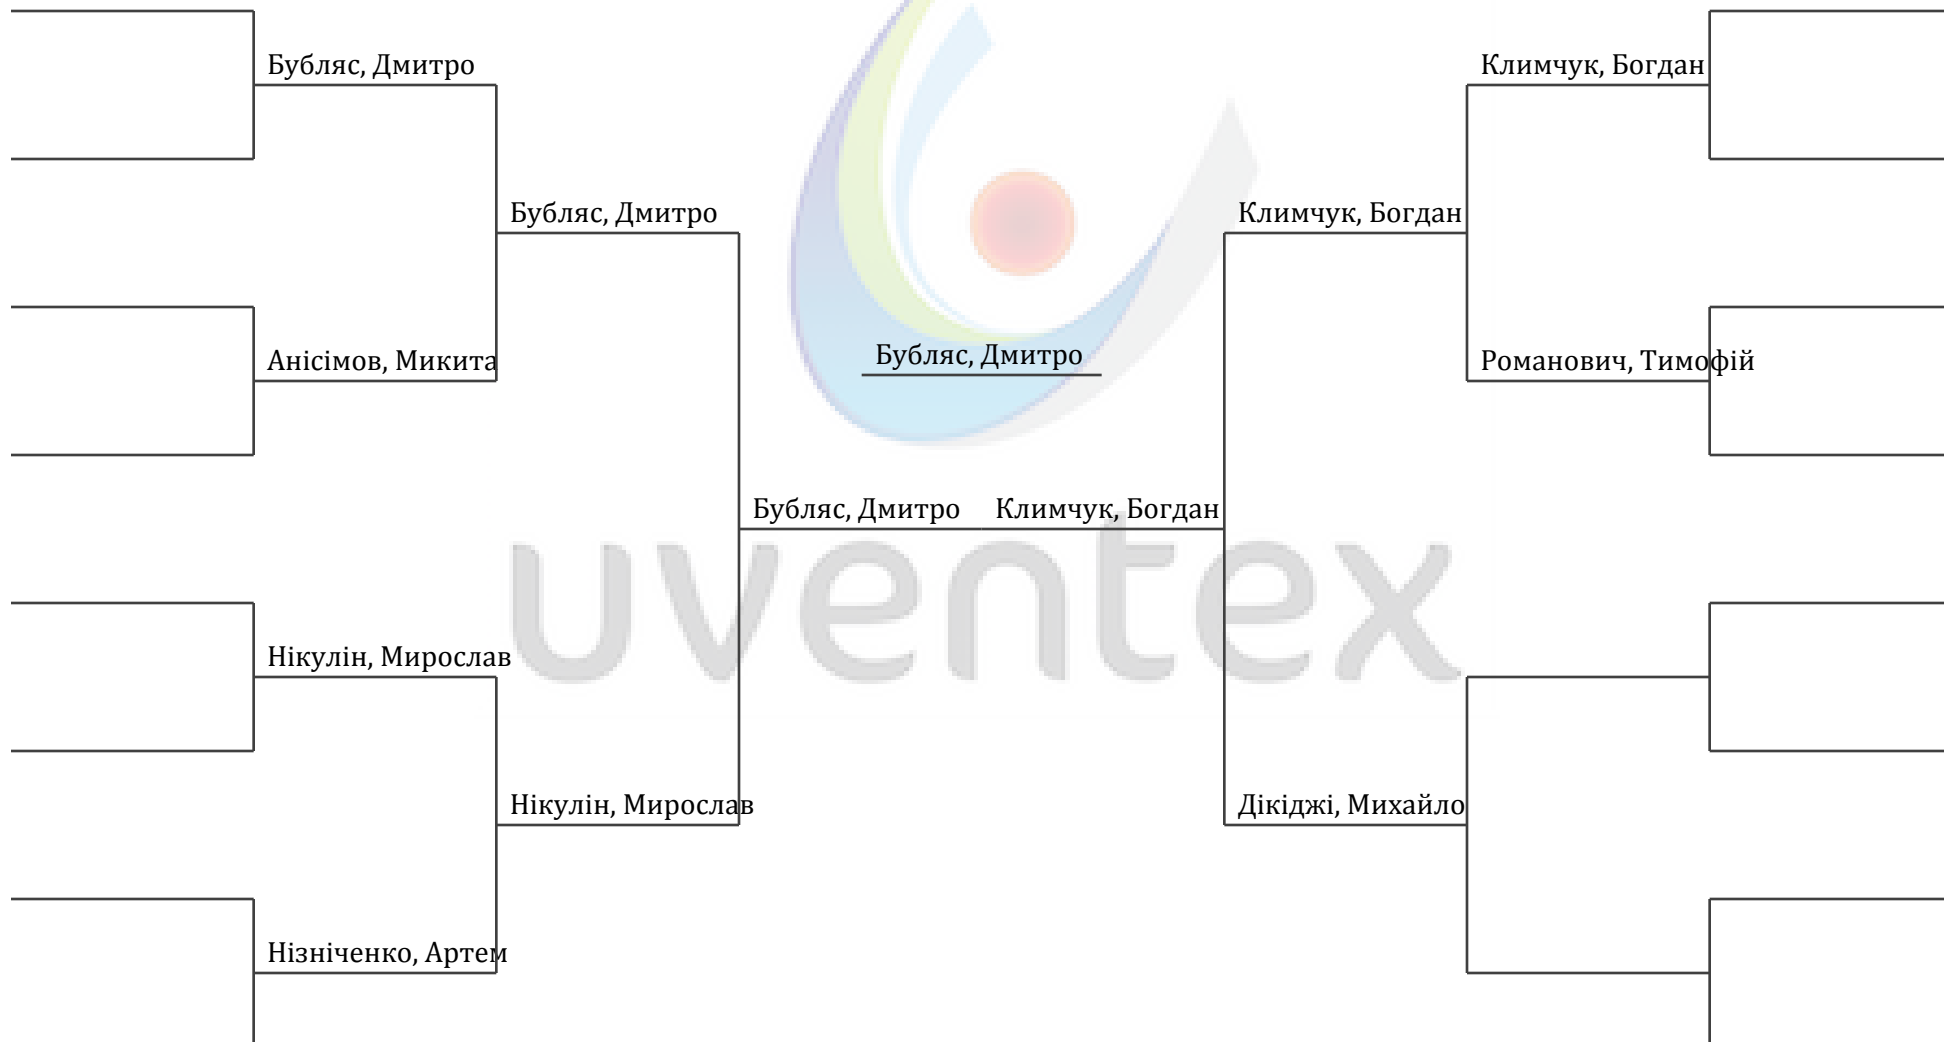 Бубляс, Дмитро
Климчук, Богдан
Бубляс, Дмитро
Климчук, Богдан
Анісімов, Микита
Бубляс, Дмитро
Романович, Тимофій
Бубляс, Дмитро
Климчук, Богдан
uventex
Нікулін, Мирослав
Нікулін, Мирослав
Дікіджі, Михайло
Нізніченко, Артем